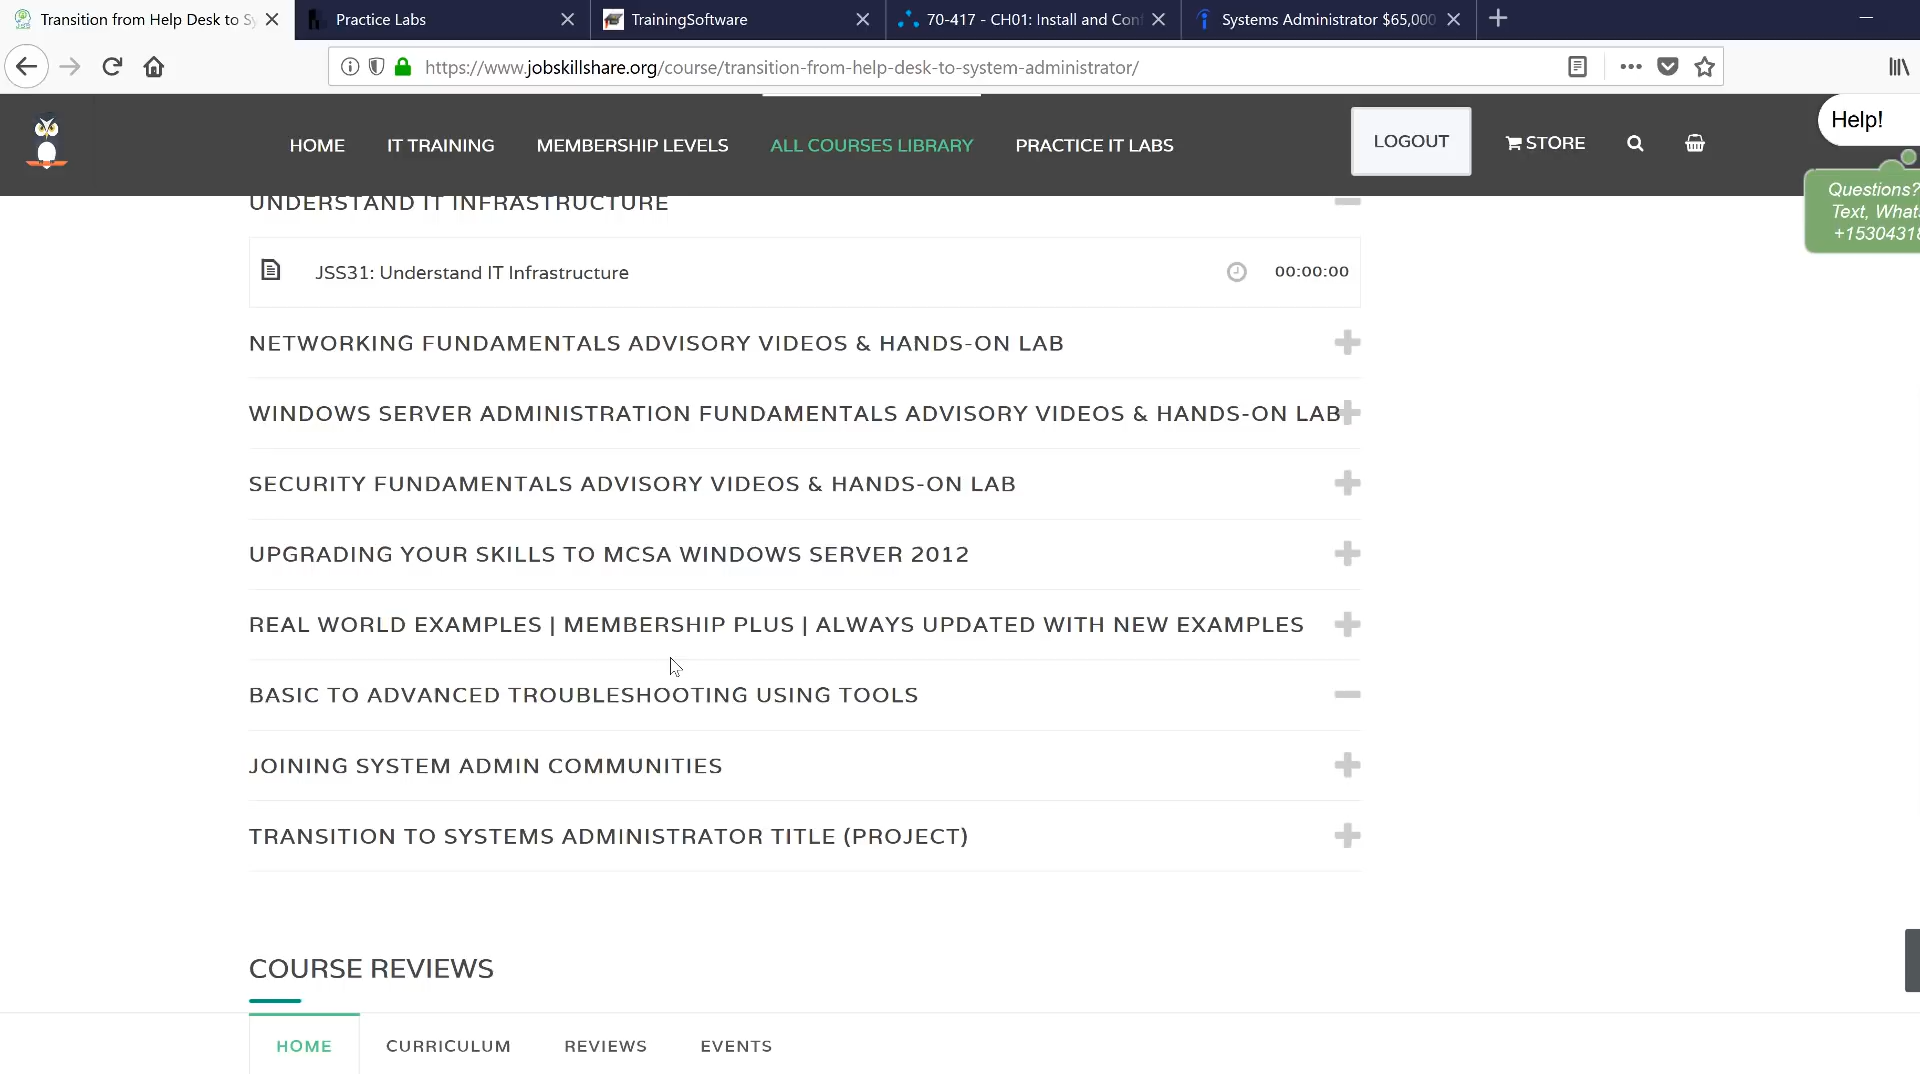 Transition from Help Desk to Sy
Practice Labs
TrainingSoftware
70-417 - CH01: Install and Con
Systems Administrator $65,000
https://www.jobskillshare.org/course/transition-from-help-desk-to-system-administrator/
HOME
IT TRAINING
MEMBERSHIP LEVELS
ALL COURSES LIBRARY
PRACTICE IT LABS
LOGOUT
STORE
Help!
Questions?
Text, Whats
+15304318
UNDERSTAND IT INFRASTRUCTURE
JSS31: Understand IT Infrastructure
00:00:00
NETWORKING FUNDAMENTALS ADVISORY VIDEOS & HANDS-ON LAB
WINDOWS SERVER ADMINISTRATION FUNDAMENTALS ADVISORY VIDEOS & HANDS-ON LAB
SECURITY FUNDAMENTALS ADVISORY VIDEOS & HANDS-ON LAB
UPGRADING YOUR SKILLS TO MCSA WINDOWS SERVER 2012
REAL WORLD EXAMPLES | MEMBERSHIP PLUS | ALWAYS UPDATED WITH NEW EXAMPLES
BASIC TO ADVANCED TROUBLESHOOTING USING TOOLS
JOINING SYSTEM ADMIN COMMUNITIES
TRANSITION TO SYSTEMS ADMINISTRATOR TITLE (PROJECT)
COURSE REVIEWS
HOME
CURRICULUM
REVIEWS
EVENTS